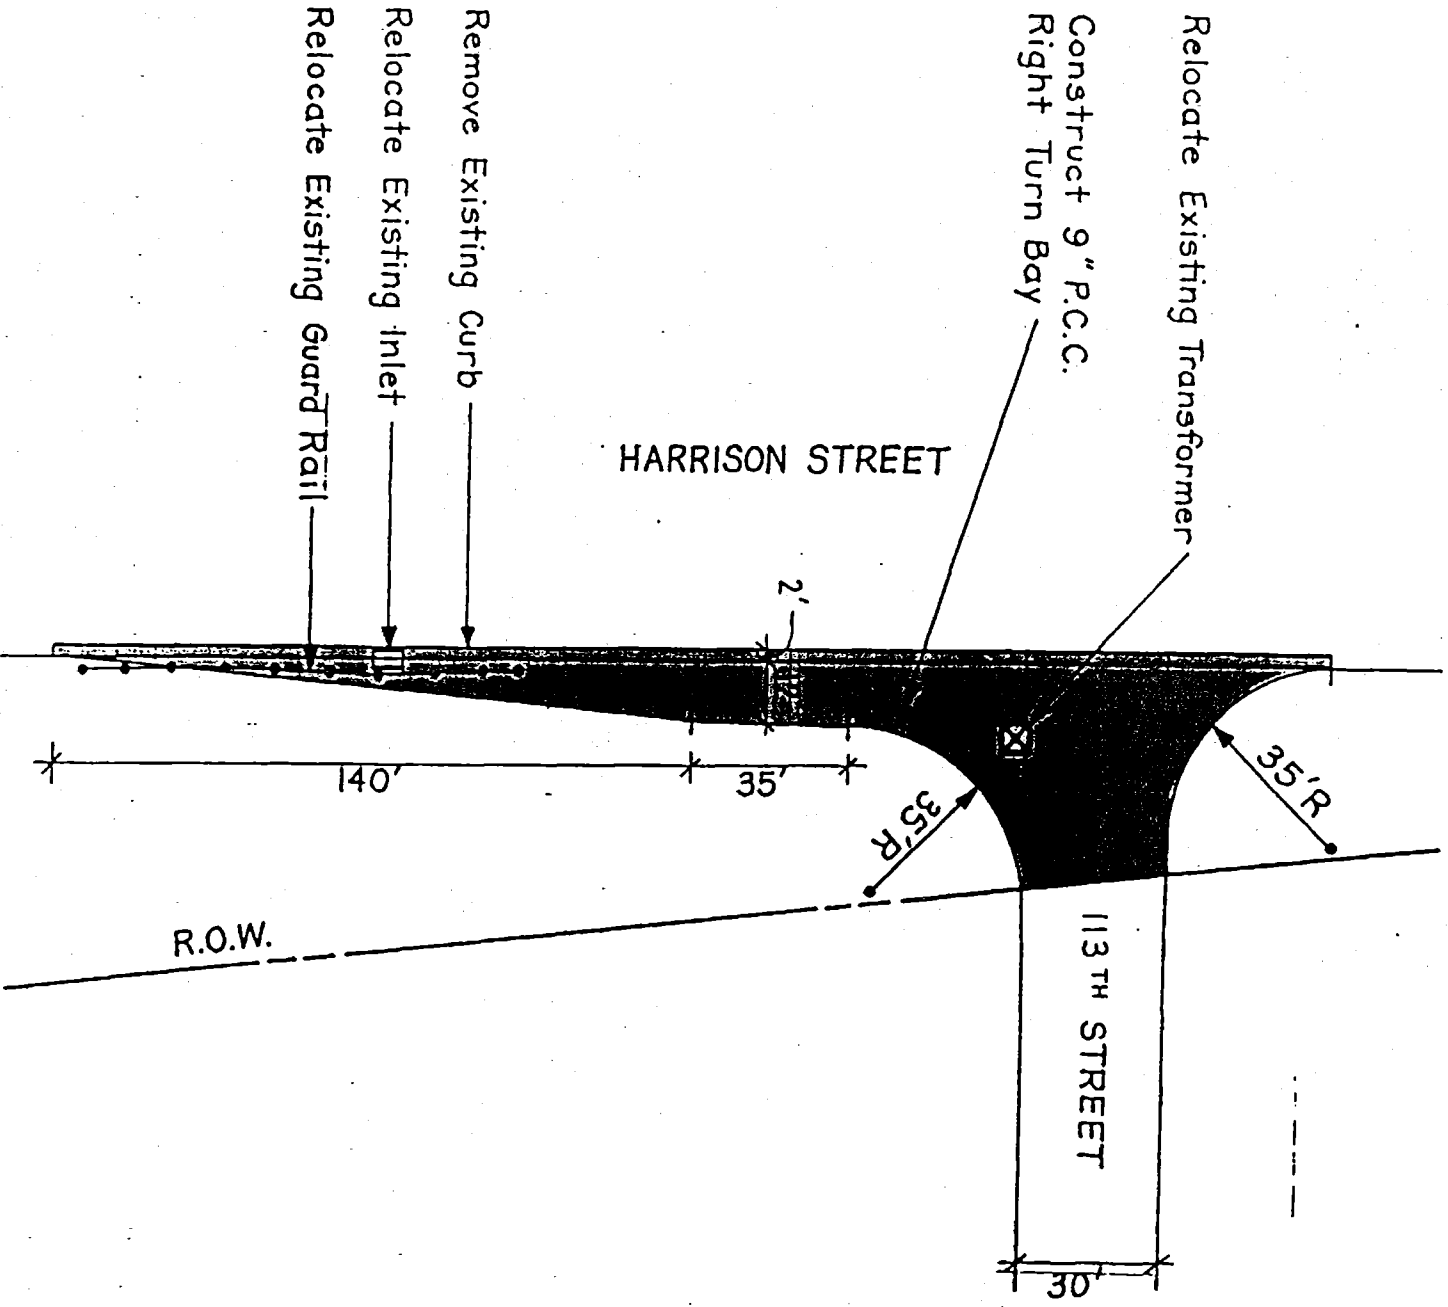 Relocate Existing Transformer
Construct 9" P.C.C.
Right Turn Bay
Remove Existing Curb
Relocate Existing Inlet
Relocate Existing Guard Rail
HARRISON STREET
2'
140'
35'
35'R
35'R
R.O.W.
113TH STREET
30'